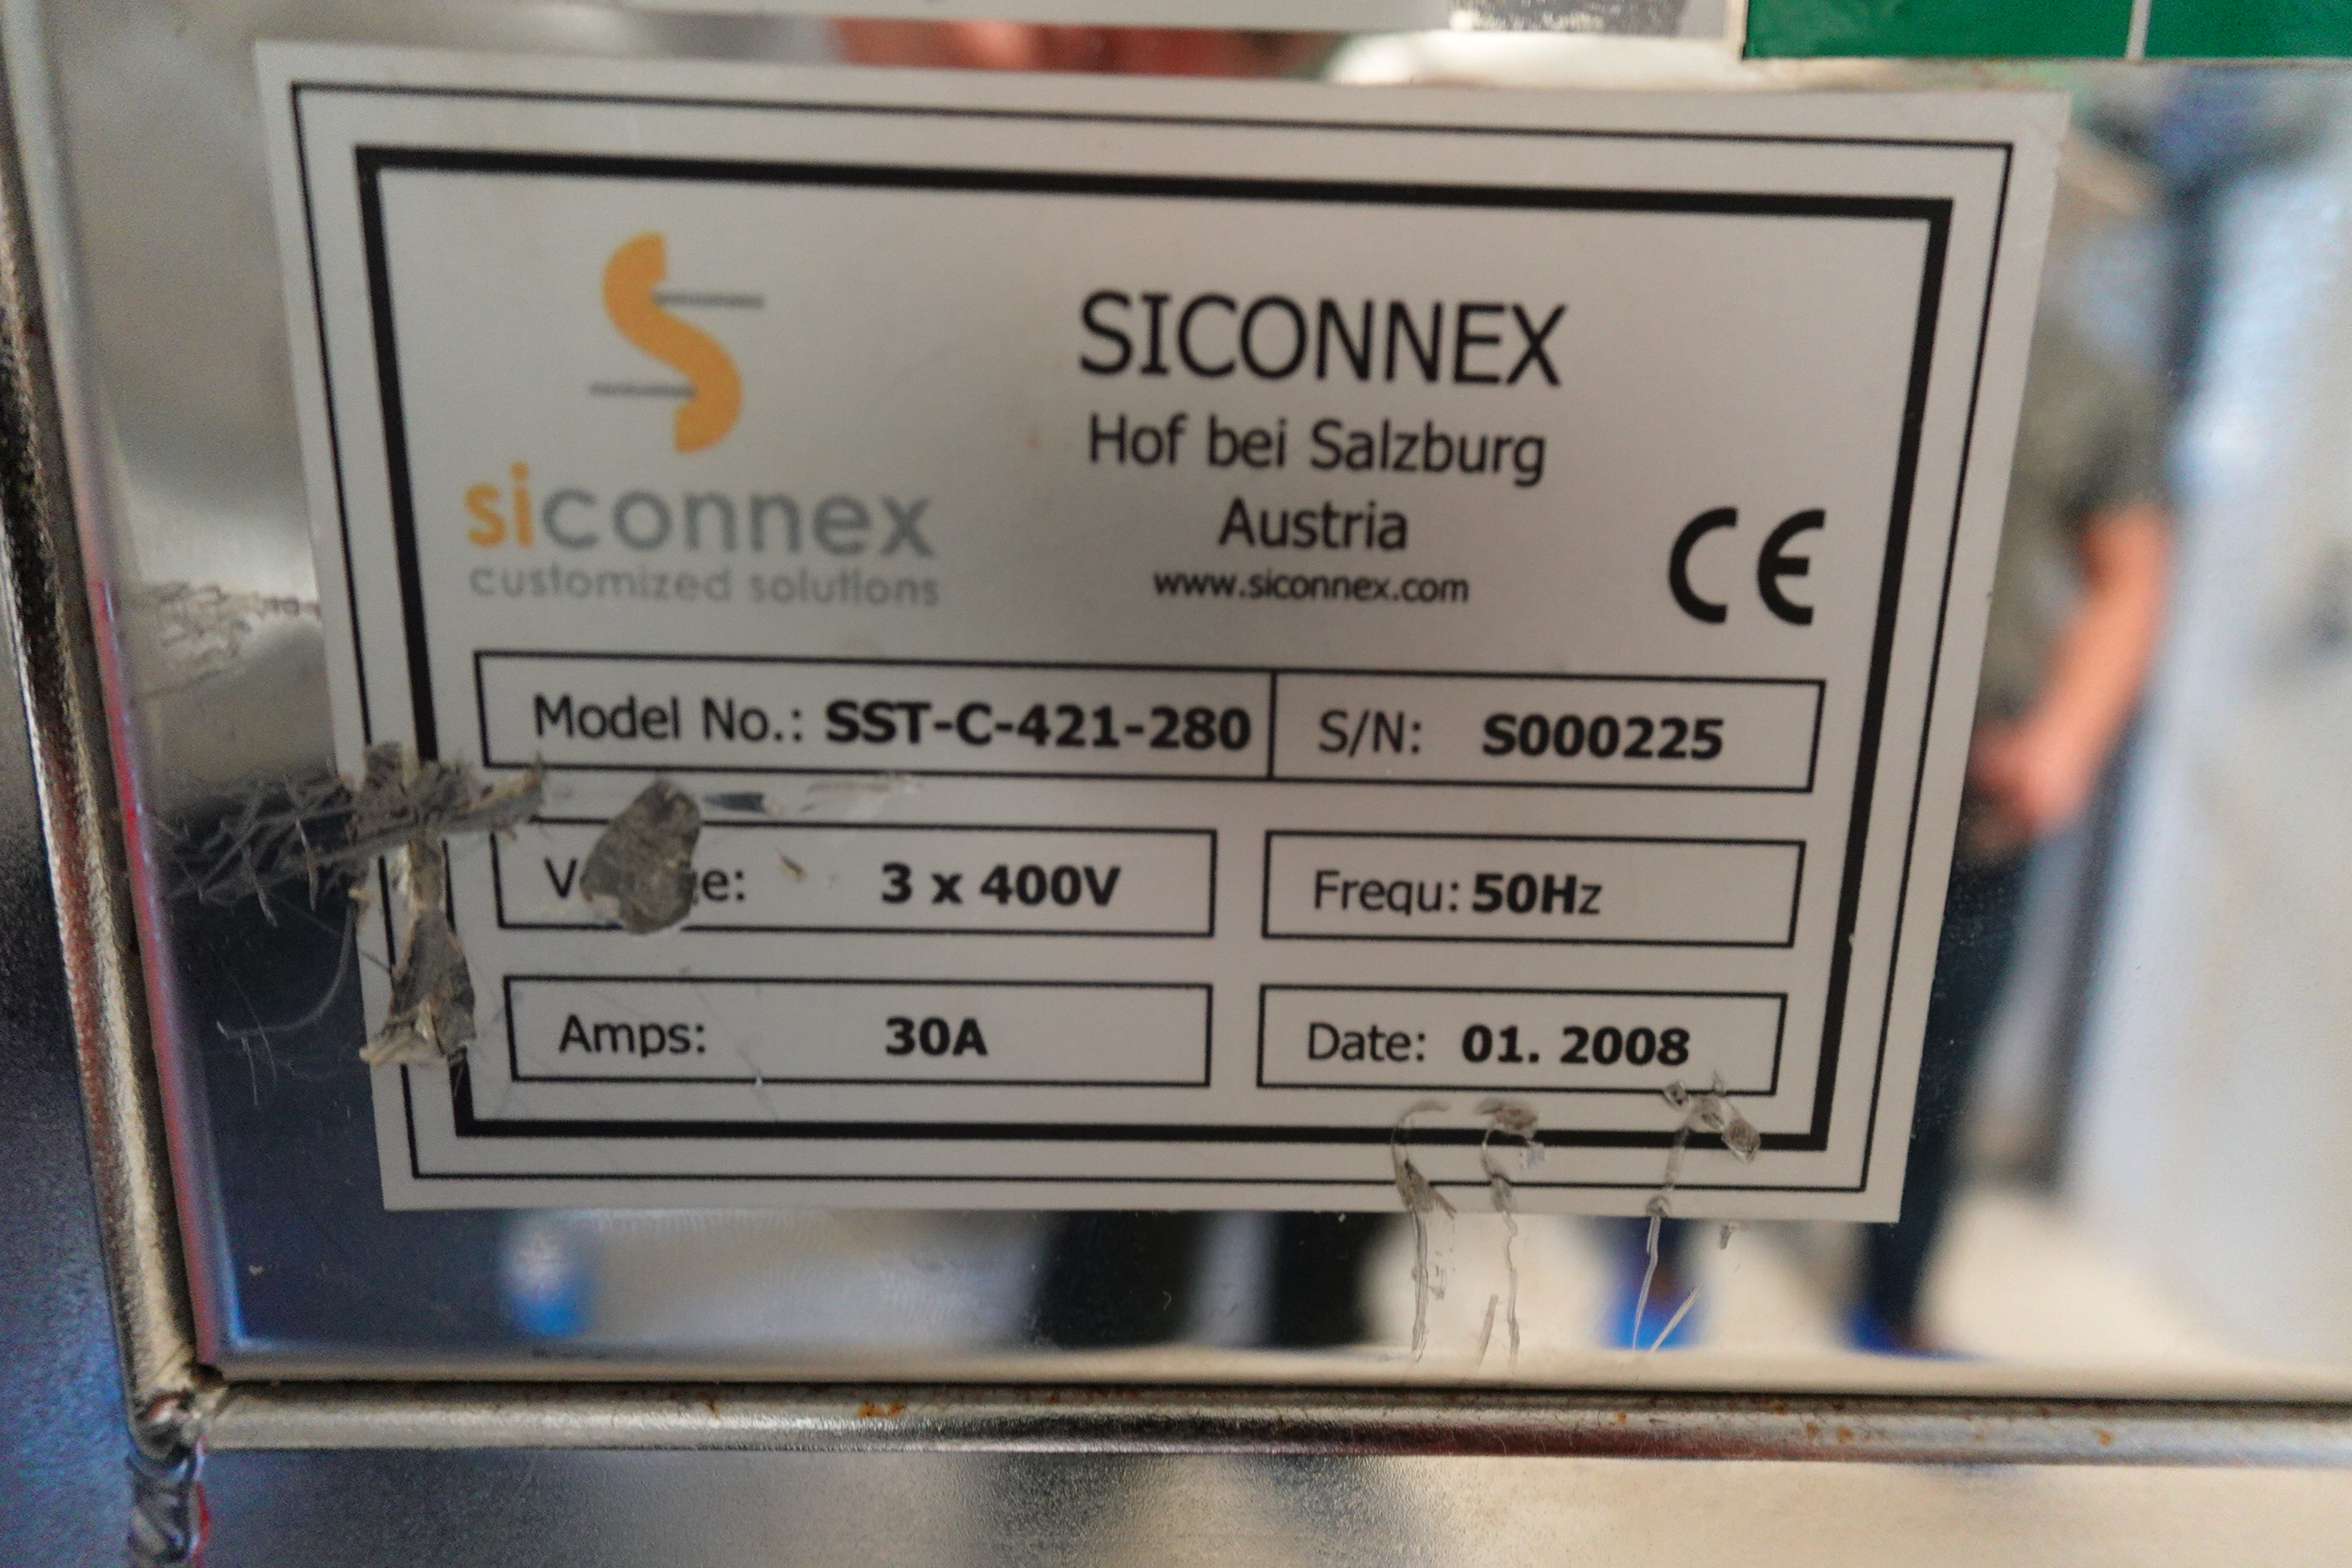 siconnex
customized solutions
SICONNEX
Hof bei Salzburg
Austria
www.siconnex.com
CE
Model No.: SST-C-421-280
S/N: S000225
3 x 400V
Frequ: 50Hz
Amps: 30A
Date: 01. 2008